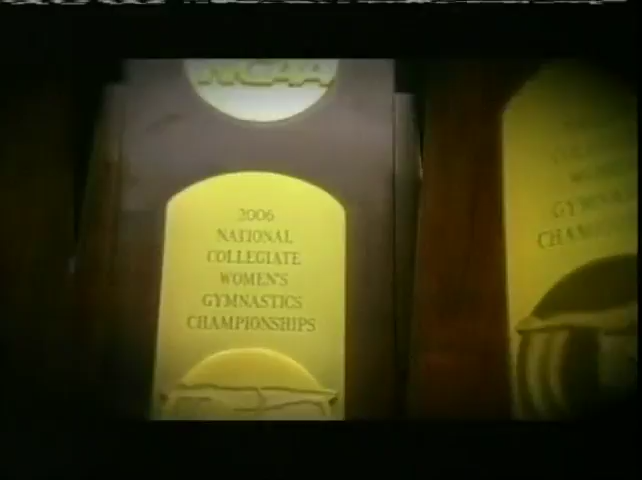 NCAA
2006
NATIONAL
COLLEGIATE
WOMEN'S
GYMNASTICS
CHAMPIONSHIPS